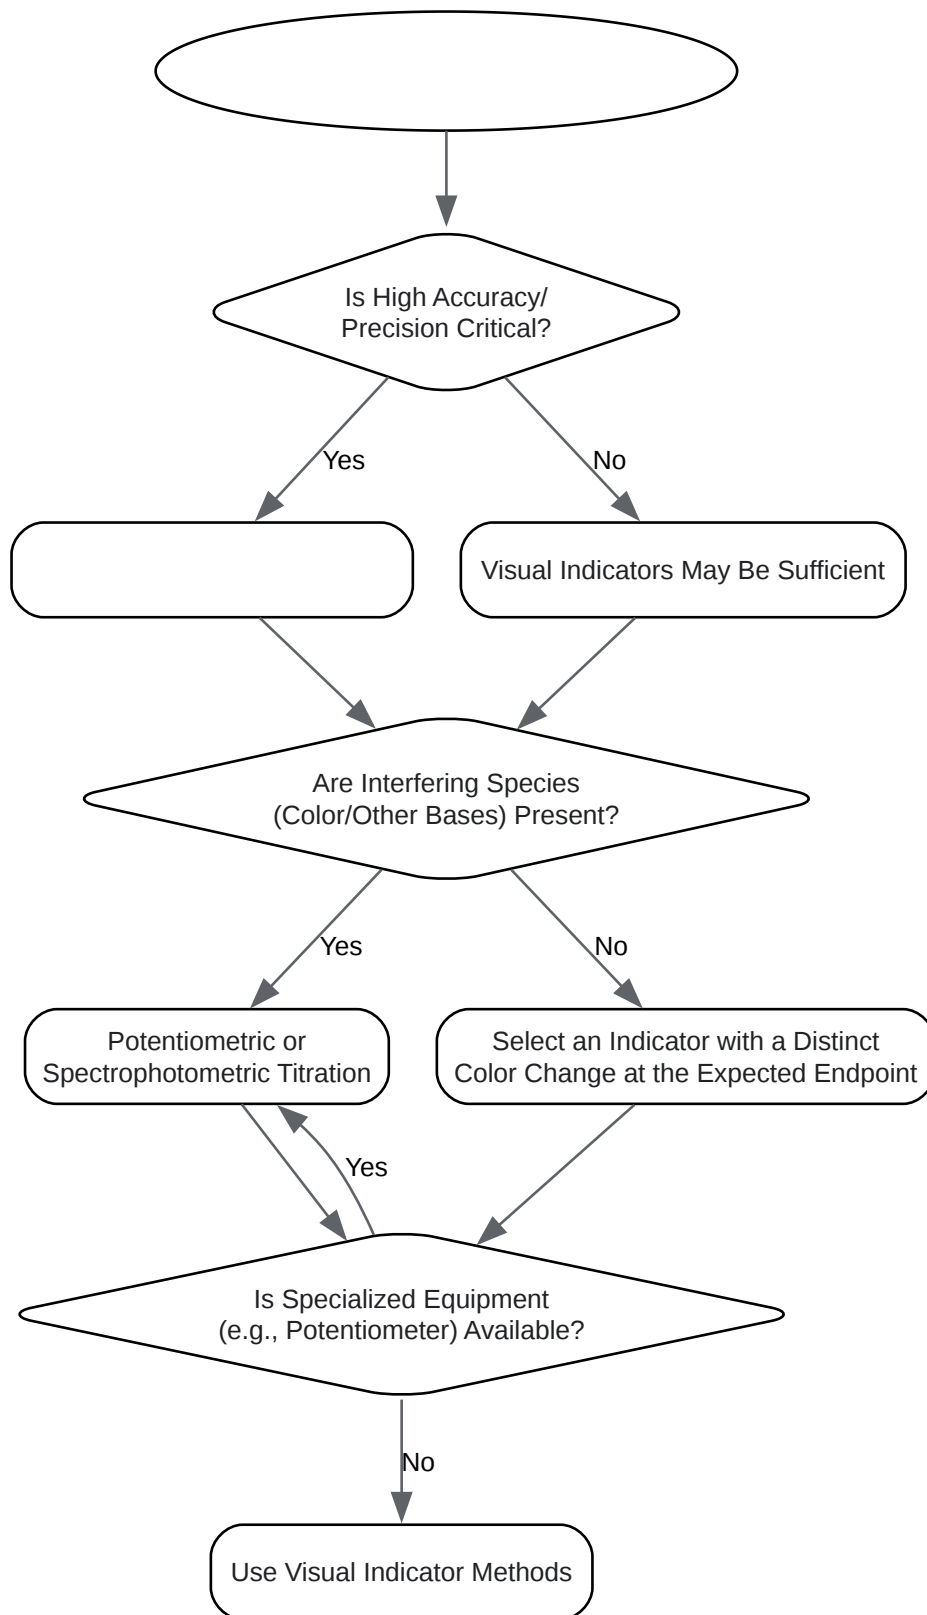 Is High Accuracy/
Precision Critical?
Yes
No
Visual Indicators May Be Sufficient
Are Interfering Species
(Color/Other Bases) Present?
Yes
No
Potentiometric or
Spectrophotometric Titration
Select an Indicator with a Distinct
Color Change at the Expected Endpoint
Yes
Is Specialized Equipment
(e.g., Potentiometer) Available?
No
Use Visual Indicator Methods